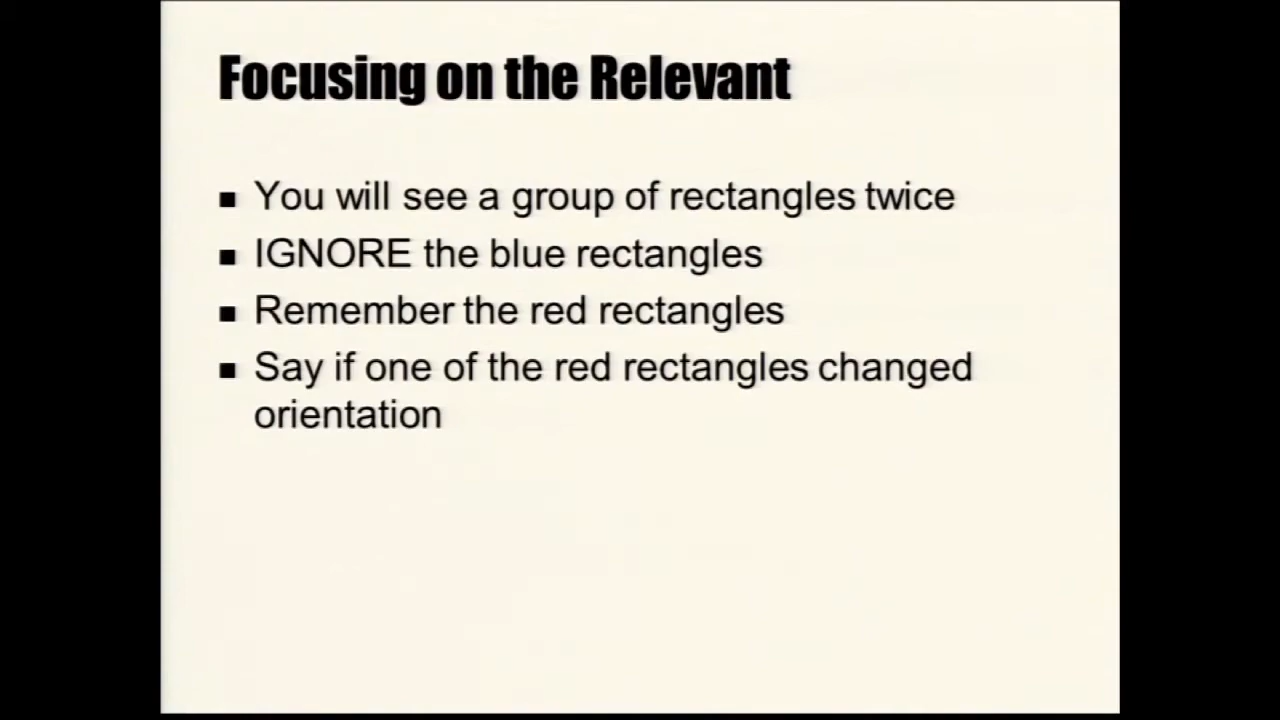 Focusing on the Relevant
▪ You will see a group of rectangles twice
▪ IGNORE the blue rectangles
▪ Remember the red rectangles
▪ Say if one of the red rectangles changed
orientation